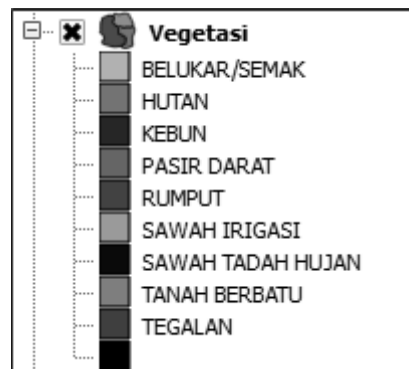 Vegetasi
BELUKAR/SEMAK
HUTAN
KEBUN
PASIR DARAT
RUMPUT
SAWAH IRIGASI
SAWAH TADAH HUJAN
TANAH BERBATU
TEGALAN